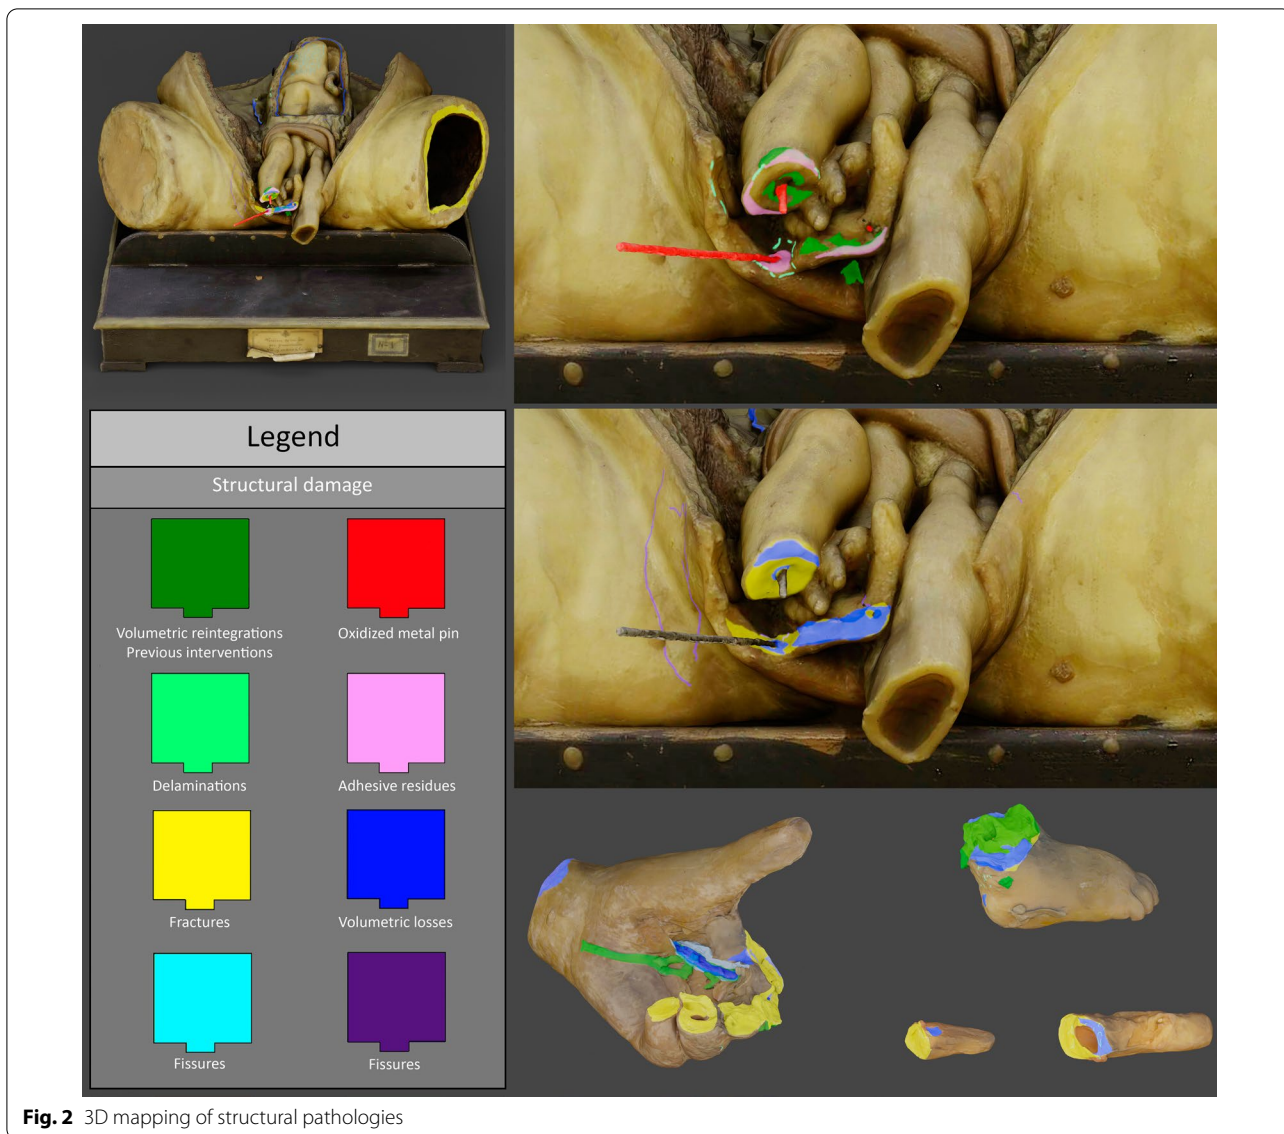 Legend
Structural damage
Volumetric reintegrations
Previous interventions
Oxidized metal pin
Delaminations
Adhesive residues
Fractures
Volumetric losses
Fissures
Fissures
Fig. 2 3D mapping of structural pathologies